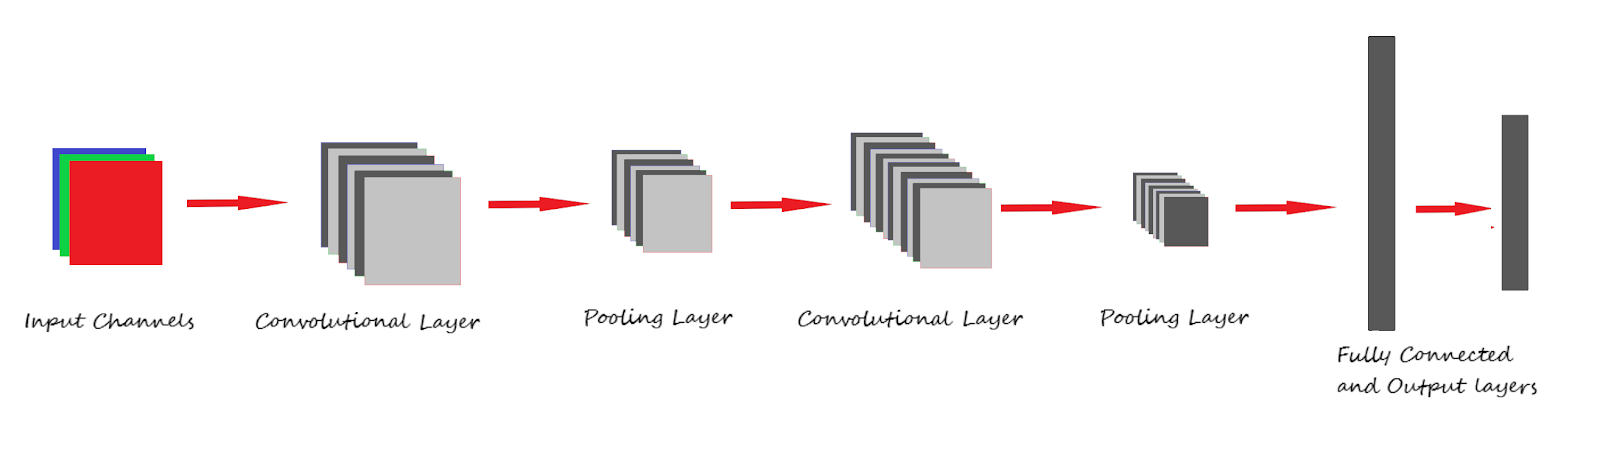 Input Channels
Convolutional Layer
Pooling Layer
Convolutional Layer
Pooling Layer
Fully Connected
and Output layers